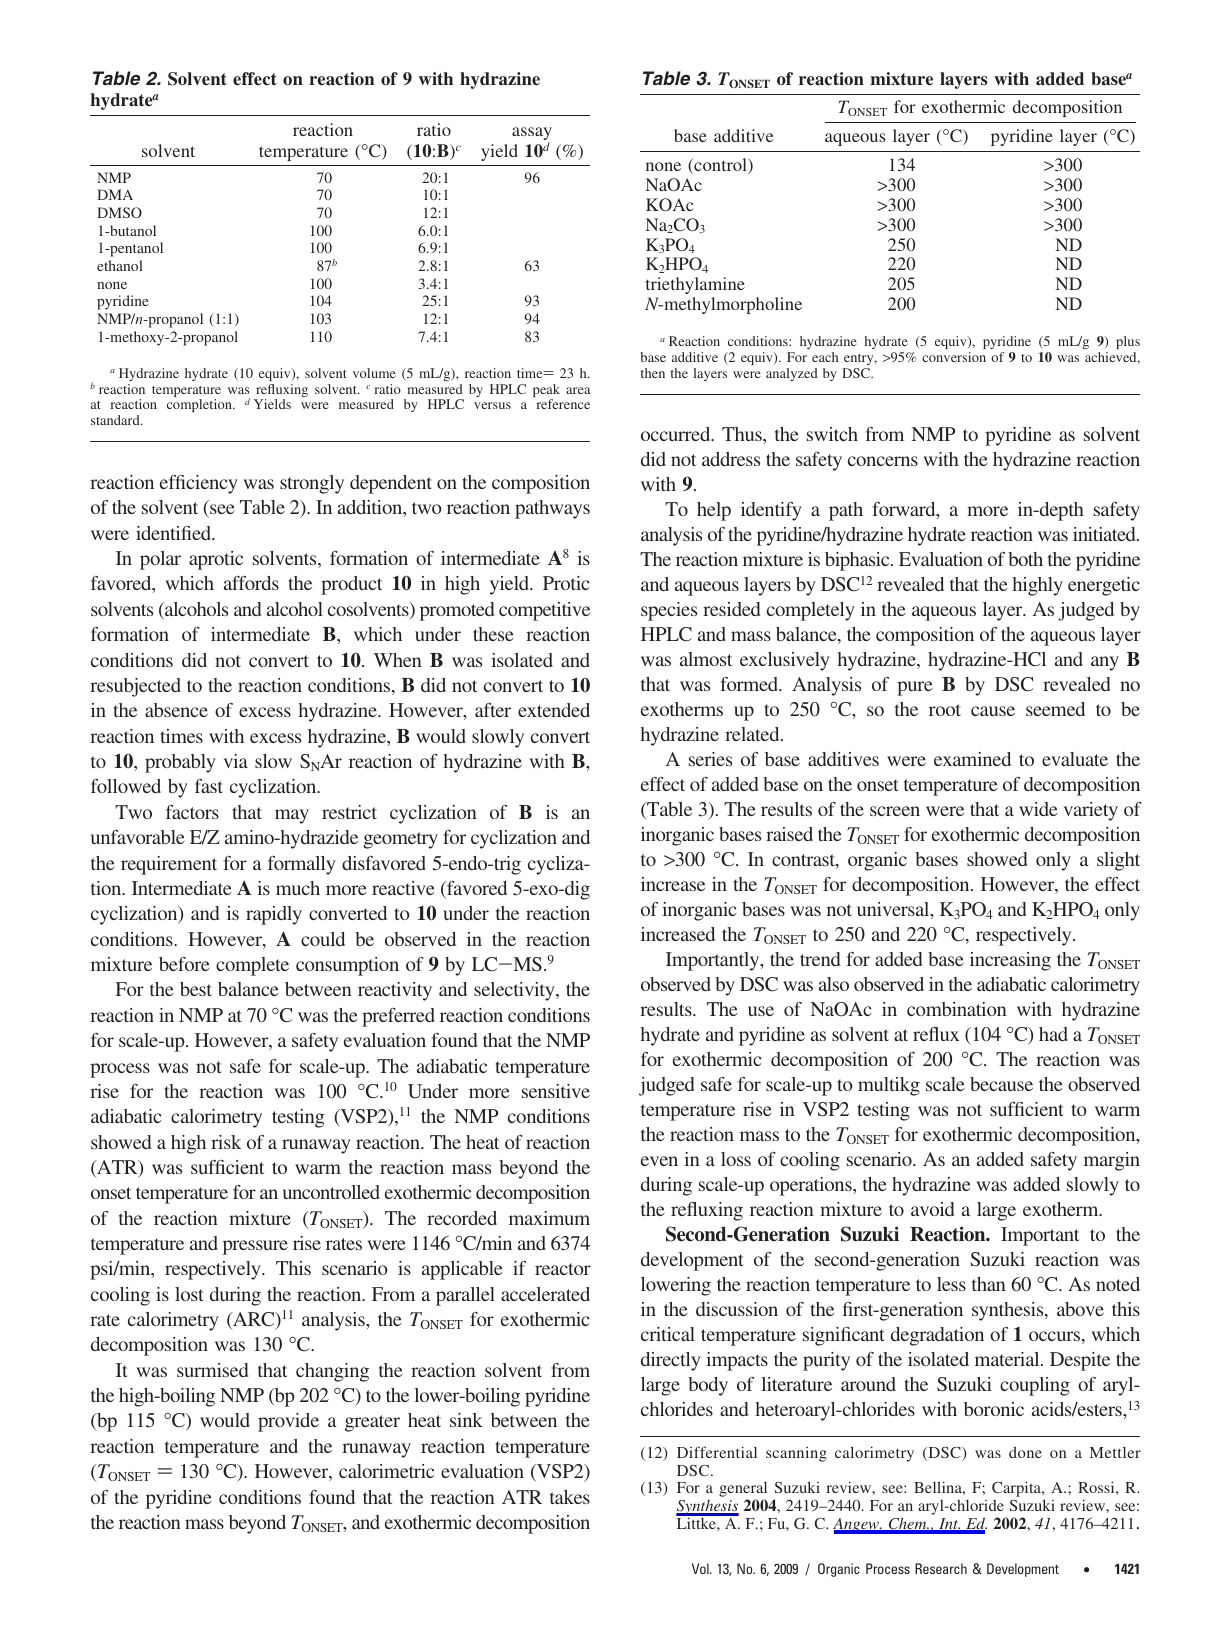 Table 2. Solvent effect on reaction of 9 with hydrazine
hydrateᵃ
reaction ratio assay
solvent temperature (°C) (10:B)ᶜ yield 10ᵈ (%)
NMP 70 20:1 96
DMA 70 10:1
DMSO 70 12:1
1-butanol 100 6.0:1
1-pentanol 100 6.9:1
ethanol 87ᵇ 2.8:1 63
none 100 3.4:1
pyridine 104 25:1 93
NMP/n-propanol (1:1) 103 12:1 94
1-methoxy-2-propanol 110 7.4:1 83
ᵃ Hydrazine hydrate (10 equiv), solvent volume (5 mL/g), reaction time= 23 h.
ᵇ reaction temperature was refluxing solvent. ᶜ ratio measured by HPLC peak area
at reaction completion. ᵈ Yields were measured by HPLC versus a reference
standard.
reaction efficiency was strongly dependent on the composition
of the solvent (see Table 2). In addition, two reaction pathways
were identified.
In polar aprotic solvents, formation of intermediate A⁸ is
favored, which affords the product 10 in high yield. Protic
solvents (alcohols and alcohol cosolvents) promoted competitive
formation of intermediate B, which under these reaction
conditions did not convert to 10. When B was isolated and
resubjected to the reaction conditions, B did not convert to 10
in the absence of excess hydrazine. However, after extended
reaction times with excess hydrazine, B would slowly convert
to 10, probably via slow SNAr reaction of hydrazine with B,
followed by fast cyclization.
Two factors that may restrict cyclization of B is an
unfavorable E/Z amino-hydrazide geometry for cyclization and
the requirement for a formally disfavored 5-endo-trig cycliza-
tion. Intermediate A is much more reactive (favored 5-exo-dig
cyclization) and is rapidly converted to 10 under the reaction
conditions. However, A could be observed in the reaction
mixture before complete consumption of 9 by LC−MS.⁹
For the best balance between reactivity and selectivity, the
reaction in NMP at 70 °C was the preferred reaction conditions
for scale-up. However, a safety evaluation found that the NMP
process was not safe for scale-up. The adiabatic temperature
rise for the reaction was 100 °C.¹⁰ Under more sensitive
adiabatic calorimetry testing (VSP2),¹¹ the NMP conditions
showed a high risk of a runaway reaction. The heat of reaction
(ATR) was sufficient to warm the reaction mass beyond the
onset temperature for an uncontrolled exothermic decomposition
of the reaction mixture (TONSET). The recorded maximum
temperature and pressure rise rates were 1146 °C/min and 6374
psi/min, respectively. This scenario is applicable if reactor
cooling is lost during the reaction. From a parallel accelerated
rate calorimetry (ARC)¹¹ analysis, the TONSET for exothermic
decomposition was 130 °C.
It was surmised that changing the reaction solvent from
the high-boiling NMP (bp 202 °C) to the lower-boiling pyridine
(bp 115 °C) would provide a greater heat sink between the
reaction temperature and the runaway reaction temperature
(TONSET = 130 °C). However, calorimetric evaluation (VSP2)
of the pyridine conditions found that the reaction ATR takes
the reaction mass beyond TONSET, and exothermic decomposition
Table 3. TONSET of reaction mixture layers with added baseᵃ
TONSET for exothermic decomposition
base additive aqueous layer (°C) pyridine layer (°C)
none (control) 134 >300
NaOAc >300 >300
KOAc >300 >300
Na₂CO₃ >300 >300
K₃PO₄ 250 ND
K₂HPO₄ 220 ND
triethylamine 205 ND
N-methylmorpholine 200 ND
ᵃ Reaction conditions: hydrazine hydrate (5 equiv), pyridine (5 mL/g 9) plus
base additive (2 equiv). For each entry, >95% conversion of 9 to 10 was achieved,
then the layers were analyzed by DSC.
occurred. Thus, the switch from NMP to pyridine as solvent
did not address the safety concerns with the hydrazine reaction
with 9.
To help identify a path forward, a more in-depth safety
analysis of the pyridine/hydrazine hydrate reaction was initiated.
The reaction mixture is biphasic. Evaluation of both the pyridine
and aqueous layers by DSC¹² revealed that the highly energetic
species resided completely in the aqueous layer. As judged by
HPLC and mass balance, the composition of the aqueous layer
was almost exclusively hydrazine, hydrazine-HCl and any B
that was formed. Analysis of pure B by DSC revealed no
exotherms up to 250 °C, so the root cause seemed to be
hydrazine related.
A series of base additives were examined to evaluate the
effect of added base on the onset temperature of decomposition
(Table 3). The results of the screen were that a wide variety of
inorganic bases raised the TONSET for exothermic decomposition
to >300 °C. In contrast, organic bases showed only a slight
increase in the TONSET for decomposition. However, the effect
of inorganic bases was not universal, K₃PO₄ and K₂HPO₄ only
increased the TONSET to 250 and 220 °C, respectively.
Importantly, the trend for added base increasing the TONSET
observed by DSC was also observed in the adiabatic calorimetry
results. The use of NaOAc in combination with hydrazine
hydrate and pyridine as solvent at reflux (104 °C) had a TONSET
for exothermic decomposition of 200 °C. The reaction was
judged safe for scale-up to multikg scale because the observed
temperature rise in VSP2 testing was not sufficient to warm
the reaction mass to the TONSET for exothermic decomposition,
even in a loss of cooling scenario. As an added safety margin
during scale-up operations, the hydrazine was added slowly to
the refluxing reaction mixture to avoid a large exotherm.
Second-Generation Suzuki Reaction. Important to the
development of the second-generation Suzuki reaction was
lowering the reaction temperature to less than 60 °C. As noted
in the discussion of the first-generation synthesis, above this
critical temperature significant degradation of 1 occurs, which
directly impacts the purity of the isolated material. Despite the
large body of literature around the Suzuki coupling of aryl-
chlorides and heteroaryl-chlorides with boronic acids/esters,¹³
(12) Differential scanning calorimetry (DSC) was done on a Mettler
DSC.
(13) For a general Suzuki review, see: Bellina, F; Carpita, A.; Rossi, R.
Synthesis 2004, 2419–2440. For an aryl-chloride Suzuki review, see:
Littke, A. F.; Fu, G. C. Angew. Chem., Int. Ed. 2002, 41, 4176–4211.
Vol. 13, No. 6, 2009 / Organic Process Research & Development • 1421